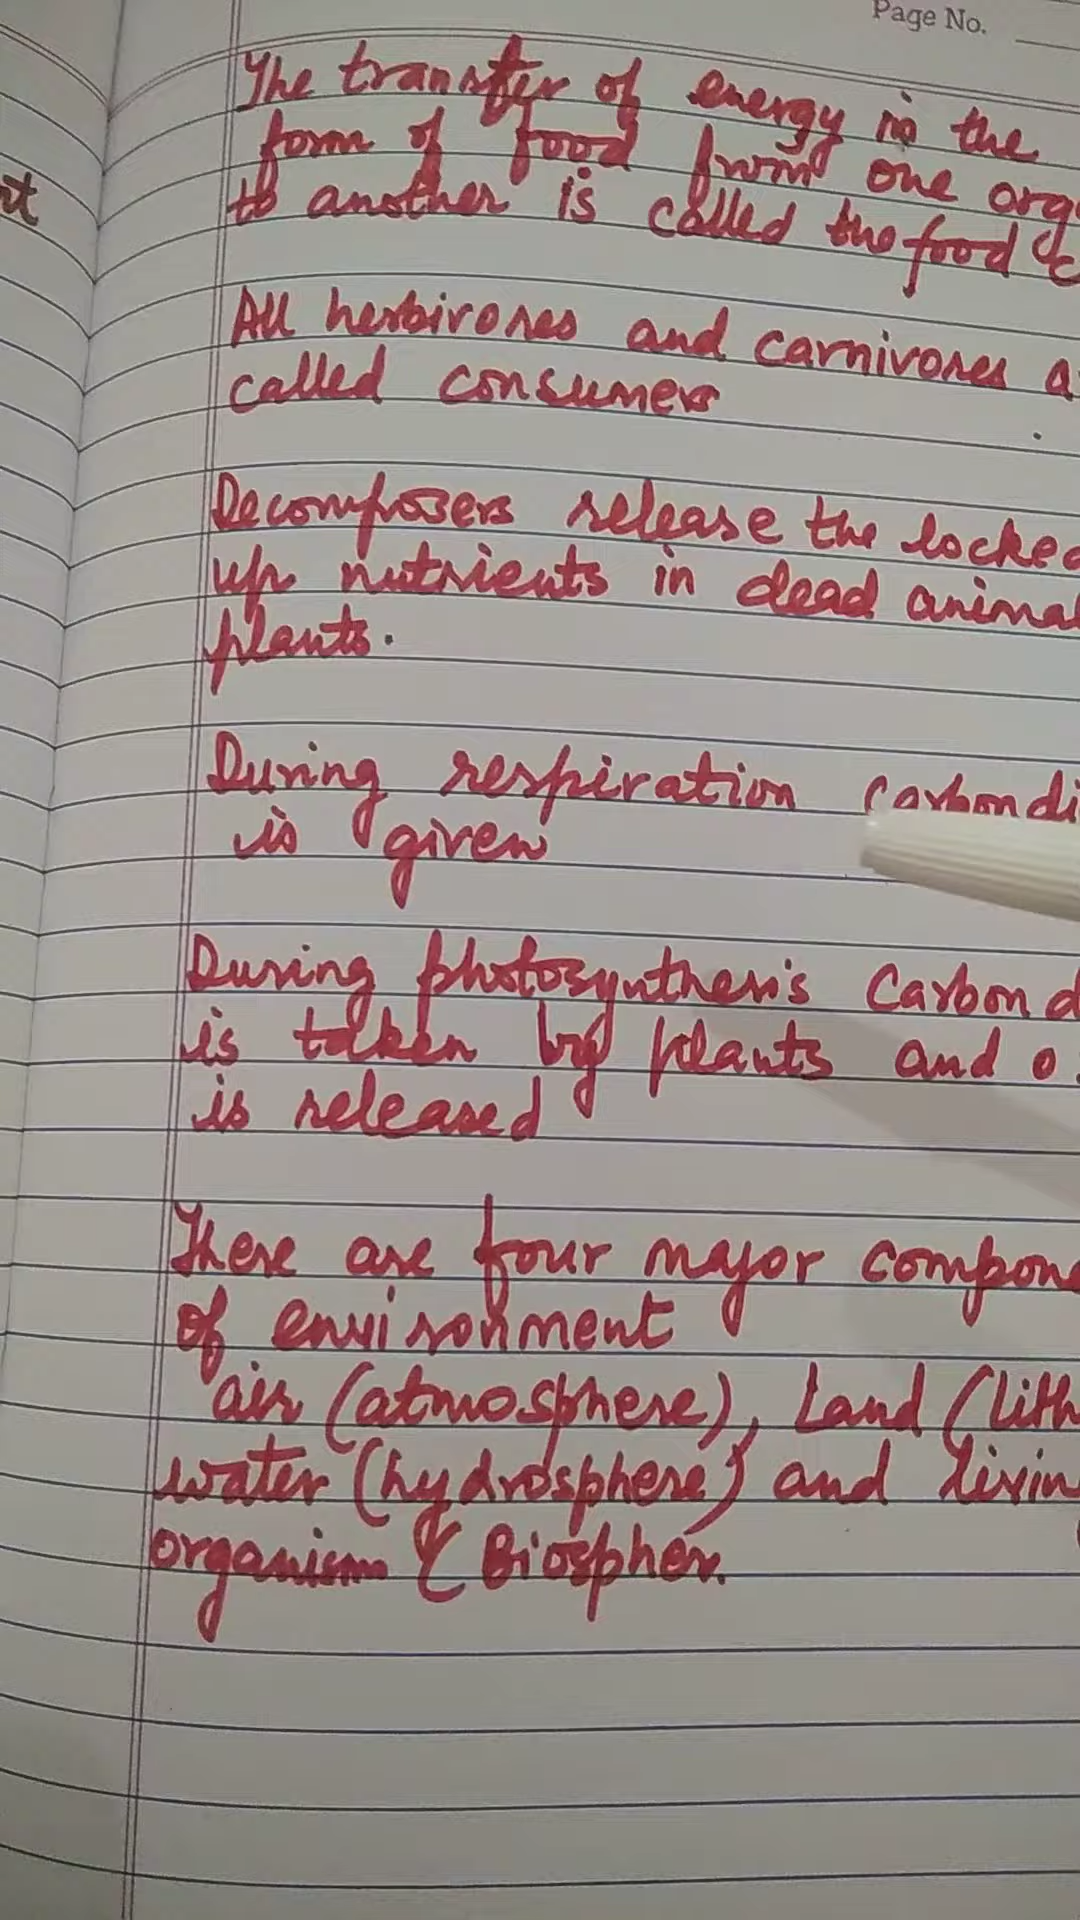 Page No.
The transfer of energy in the
form of food from one orga
to another is called the food c
All herbivores and carnivores a
called consumers
Decomposers release the locked
up nutrients in dead animal
plants.
During respiration Carbondi
is given
During photosynthesis Carbon d
is taken by plants and o
is released
There are four major compone
of environment
air (atmosphere), Land (lith
water (hydrosphere) and living
organism ( Biospher.